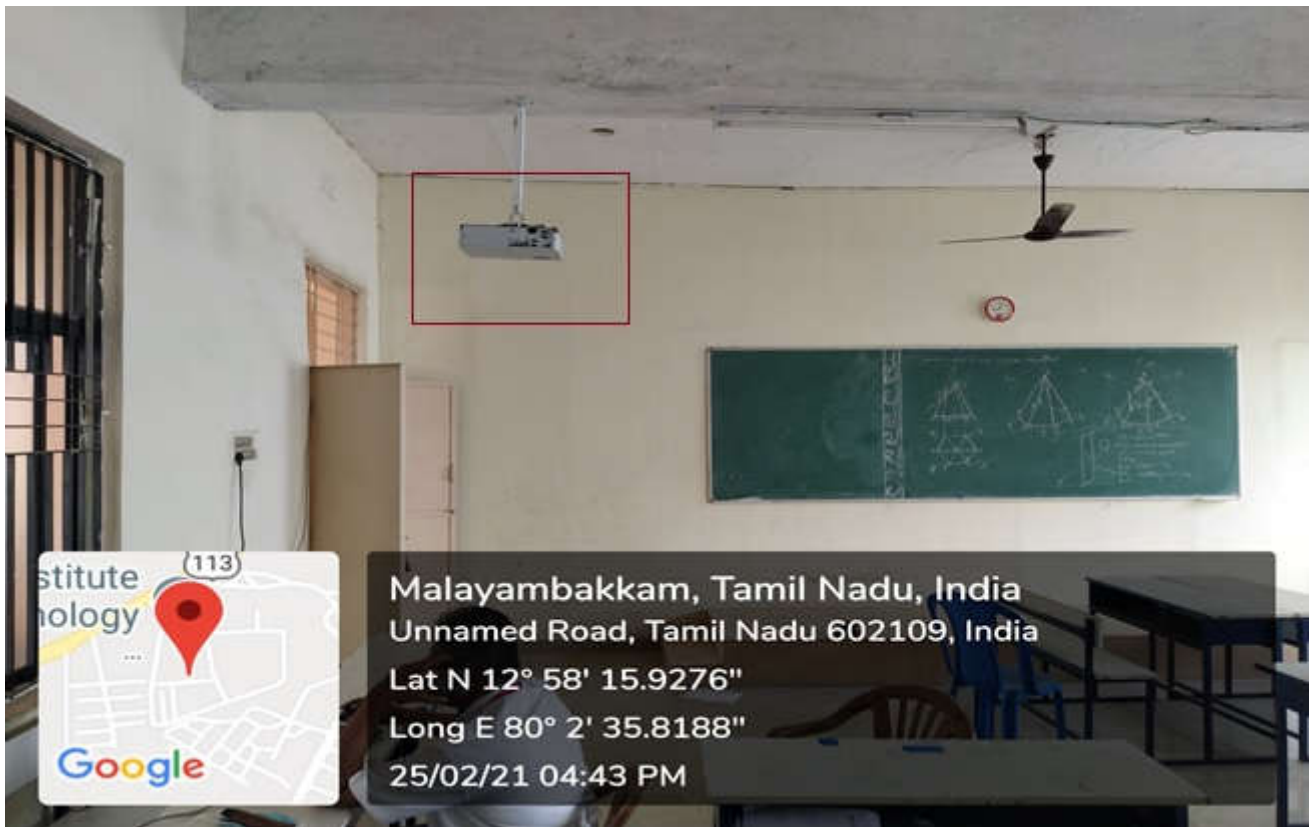 stitute
nology
113
Google
Malayambakkam, Tamil Nadu, India
Unnamed Road, Tamil Nadu 602109, India
Lat N 12° 58' 15.9276"
Long E 80° 2' 35.8188"
25/02/21 04:43 PM